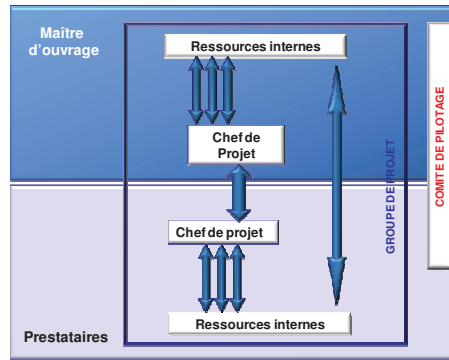 Maître
d'ouvrage
Ressources internes
Chef de
Projet
Chef de projet
Ressources internes
Prestataires
GROUPE DE PROJET
COMITE DE PILOTAGE